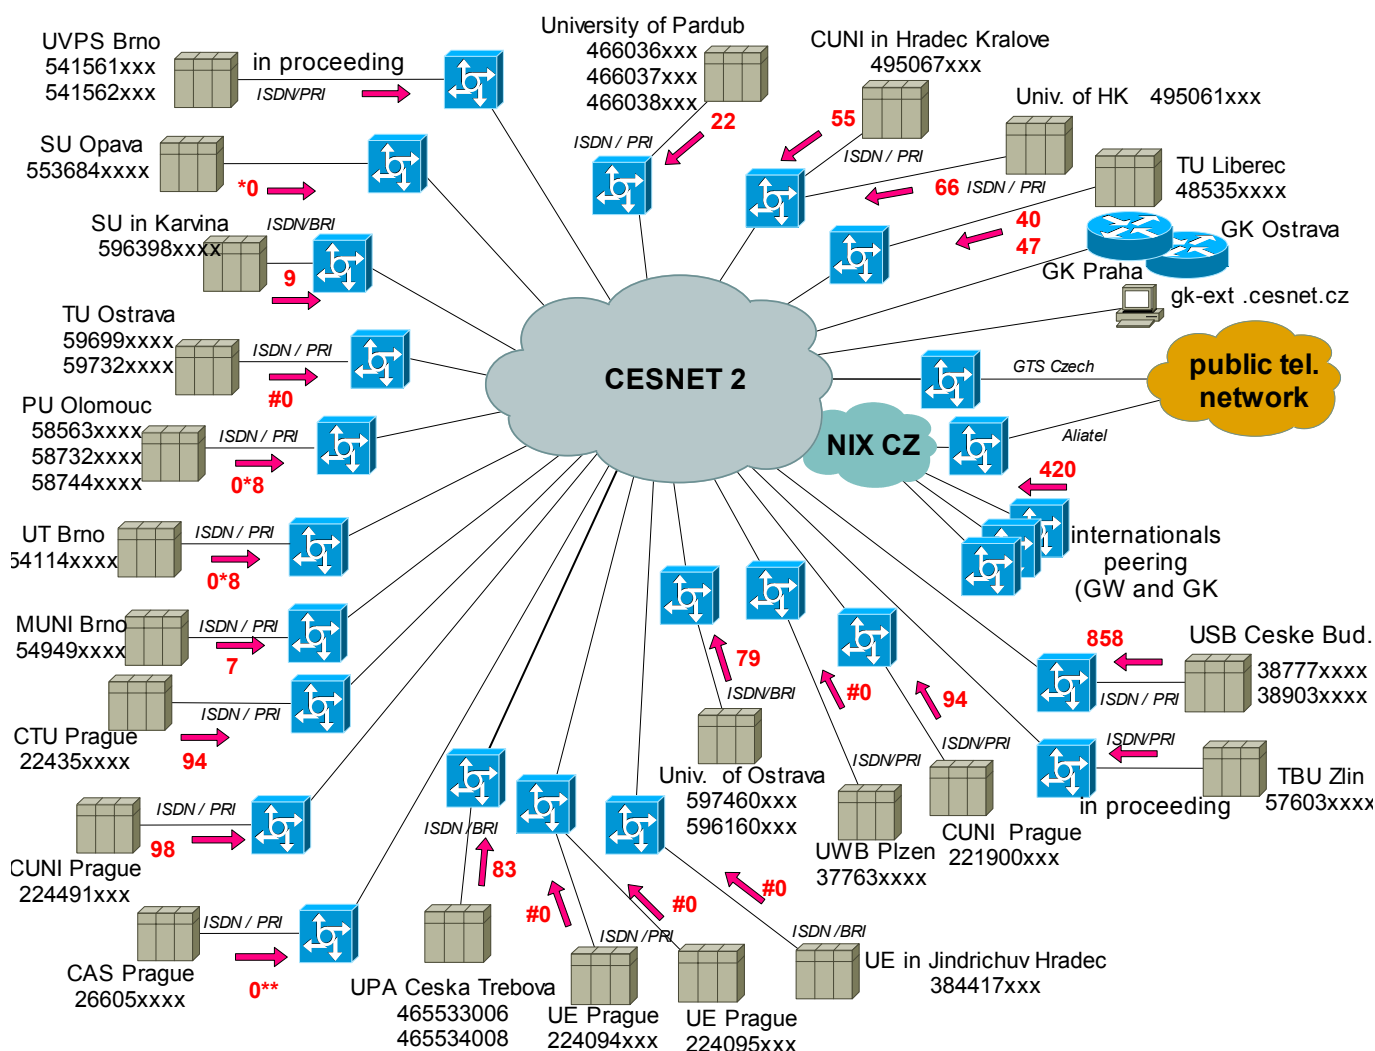 UVPS Brno
541561xxx
541562xxx
in proceeding
ISDN/PRI
University of Pardub
466036xxx
466037xxx
466038xxx
22
ISDN / PRI
CUNI in Hradec Kralove
495067xxx
55
ISDN / PRI
Univ. of HK 495061xxx
66
ISDN / PRI
TU Liberec
48535xxxx
40
47
GK Ostrava
GK Praha
gk-ext .cesnet.cz
SU Opava
553684xxxx
*0
SU in Karvina
596398xxxx
ISDN/BRI
9
TU Ostrava
59699xxxx
59732xxxx
ISDN / PRI
#0
PU Olomouc
58563xxxx
58732xxxx
58744xxxx
ISDN / PRI
0*8
UT Brno
54114xxxx
ISDN / PRI
0*8
MUNI Brno
54949xxxx
ISDN / PRI
7
CTU Prague
22435xxxx
ISDN / PRI
94
CUNI Prague
224491xxx
ISDN / PRI
98
CAS Prague
26605xxxx
ISDN / PRI
0**
CESNET 2
NIX CZ
GTS Czech
public tel.
network
Aliatel
420
internationals
peering
(GW and GK
858
USB Ceske Bud.
38777xxxx
38903xxxx
ISDN / PRI
ISDN/PRI
TBU Zlin
57603xxxx
in proceeding
79
ISDN/BRI
Univ. of Ostrava
597460xxx
596160xxx
#0
ISDN/PRI
UWB Plzen
37763xxxx
94
ISDN/PRI
CUNI Prague
221900xxx
ISDN /BRI
83
UPA Ceska Trebova
465533006
465534008
#0
ISDN /PRI
UE Prague
224094xxx
#0
UE Prague
224095xxx
#0
ISDN /BRI
UE in Jindrichuv Hradec
384417xxx